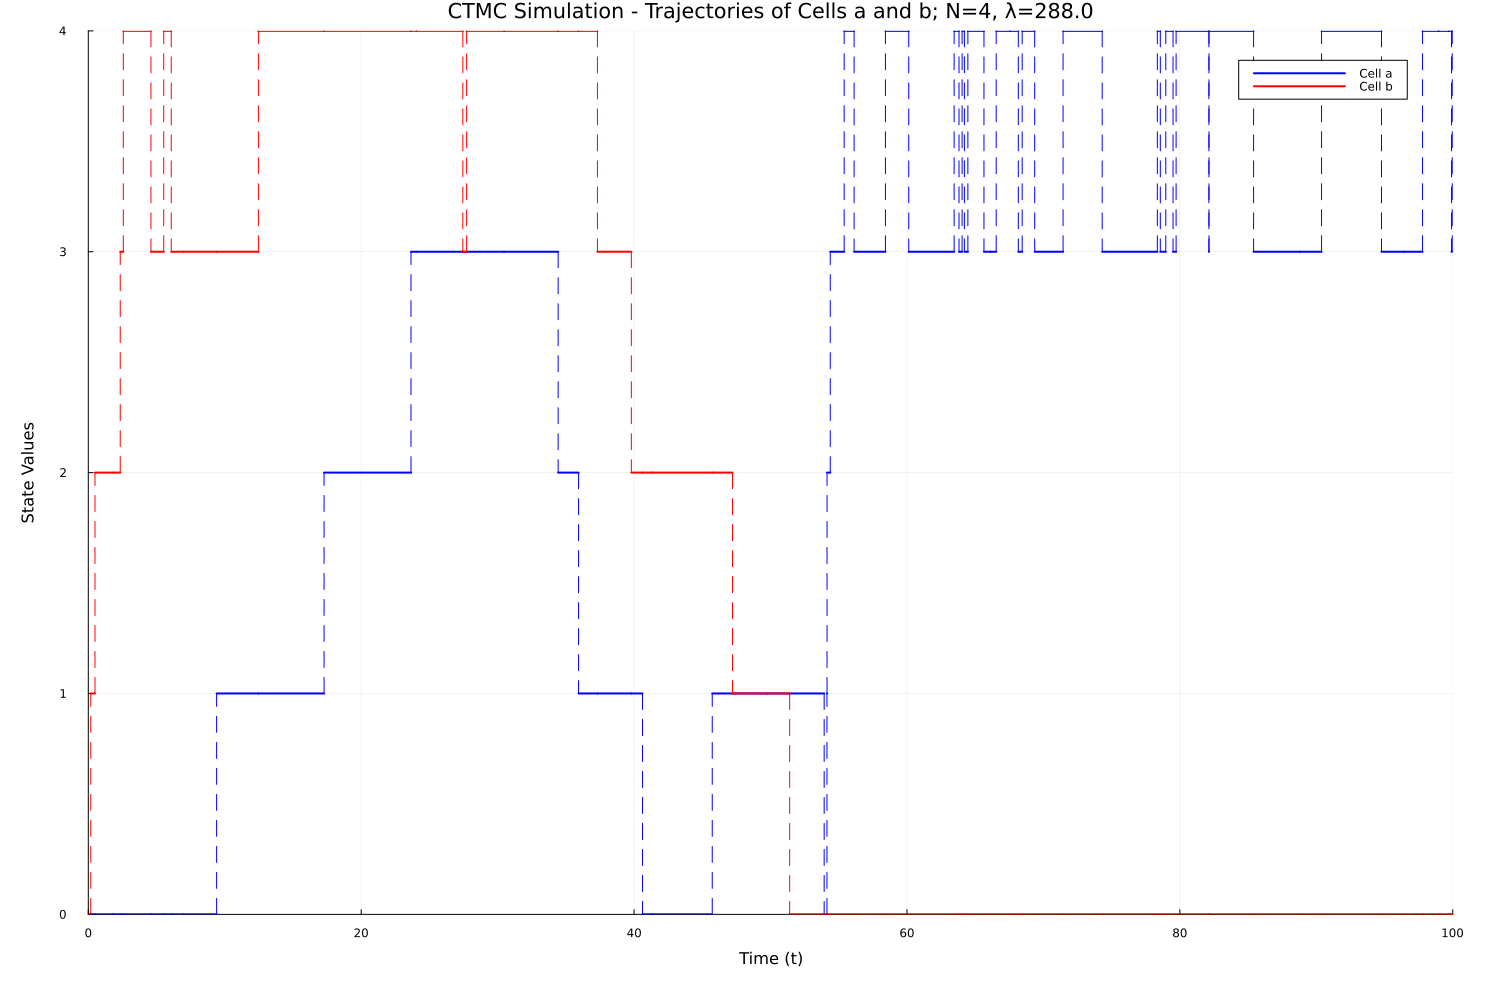 CTMC Simulation - Trajectories of Cells a and b; N=4, λ=288.0
4
Cell a
Cell b
3
State Values
2
1
0
0 20 40 60 80 100
Time (t)